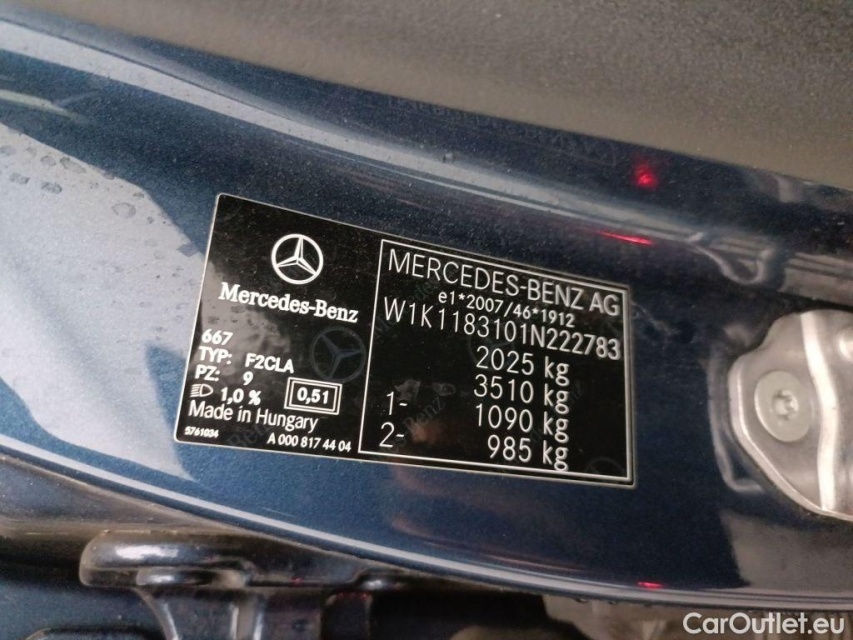 Mercedes-Benz
667
TYP: F2CLA
PZ: 9
1,0 %
0,51
Made in Hungary
5761034
A 000 817 44 04
MERCEDES-BENZ AG
e1*2007/46*1912
W1K1183101N222783
2025 kg
3510 kg
1- 1090 kg
2- 985 kg
CarOutlet.eu